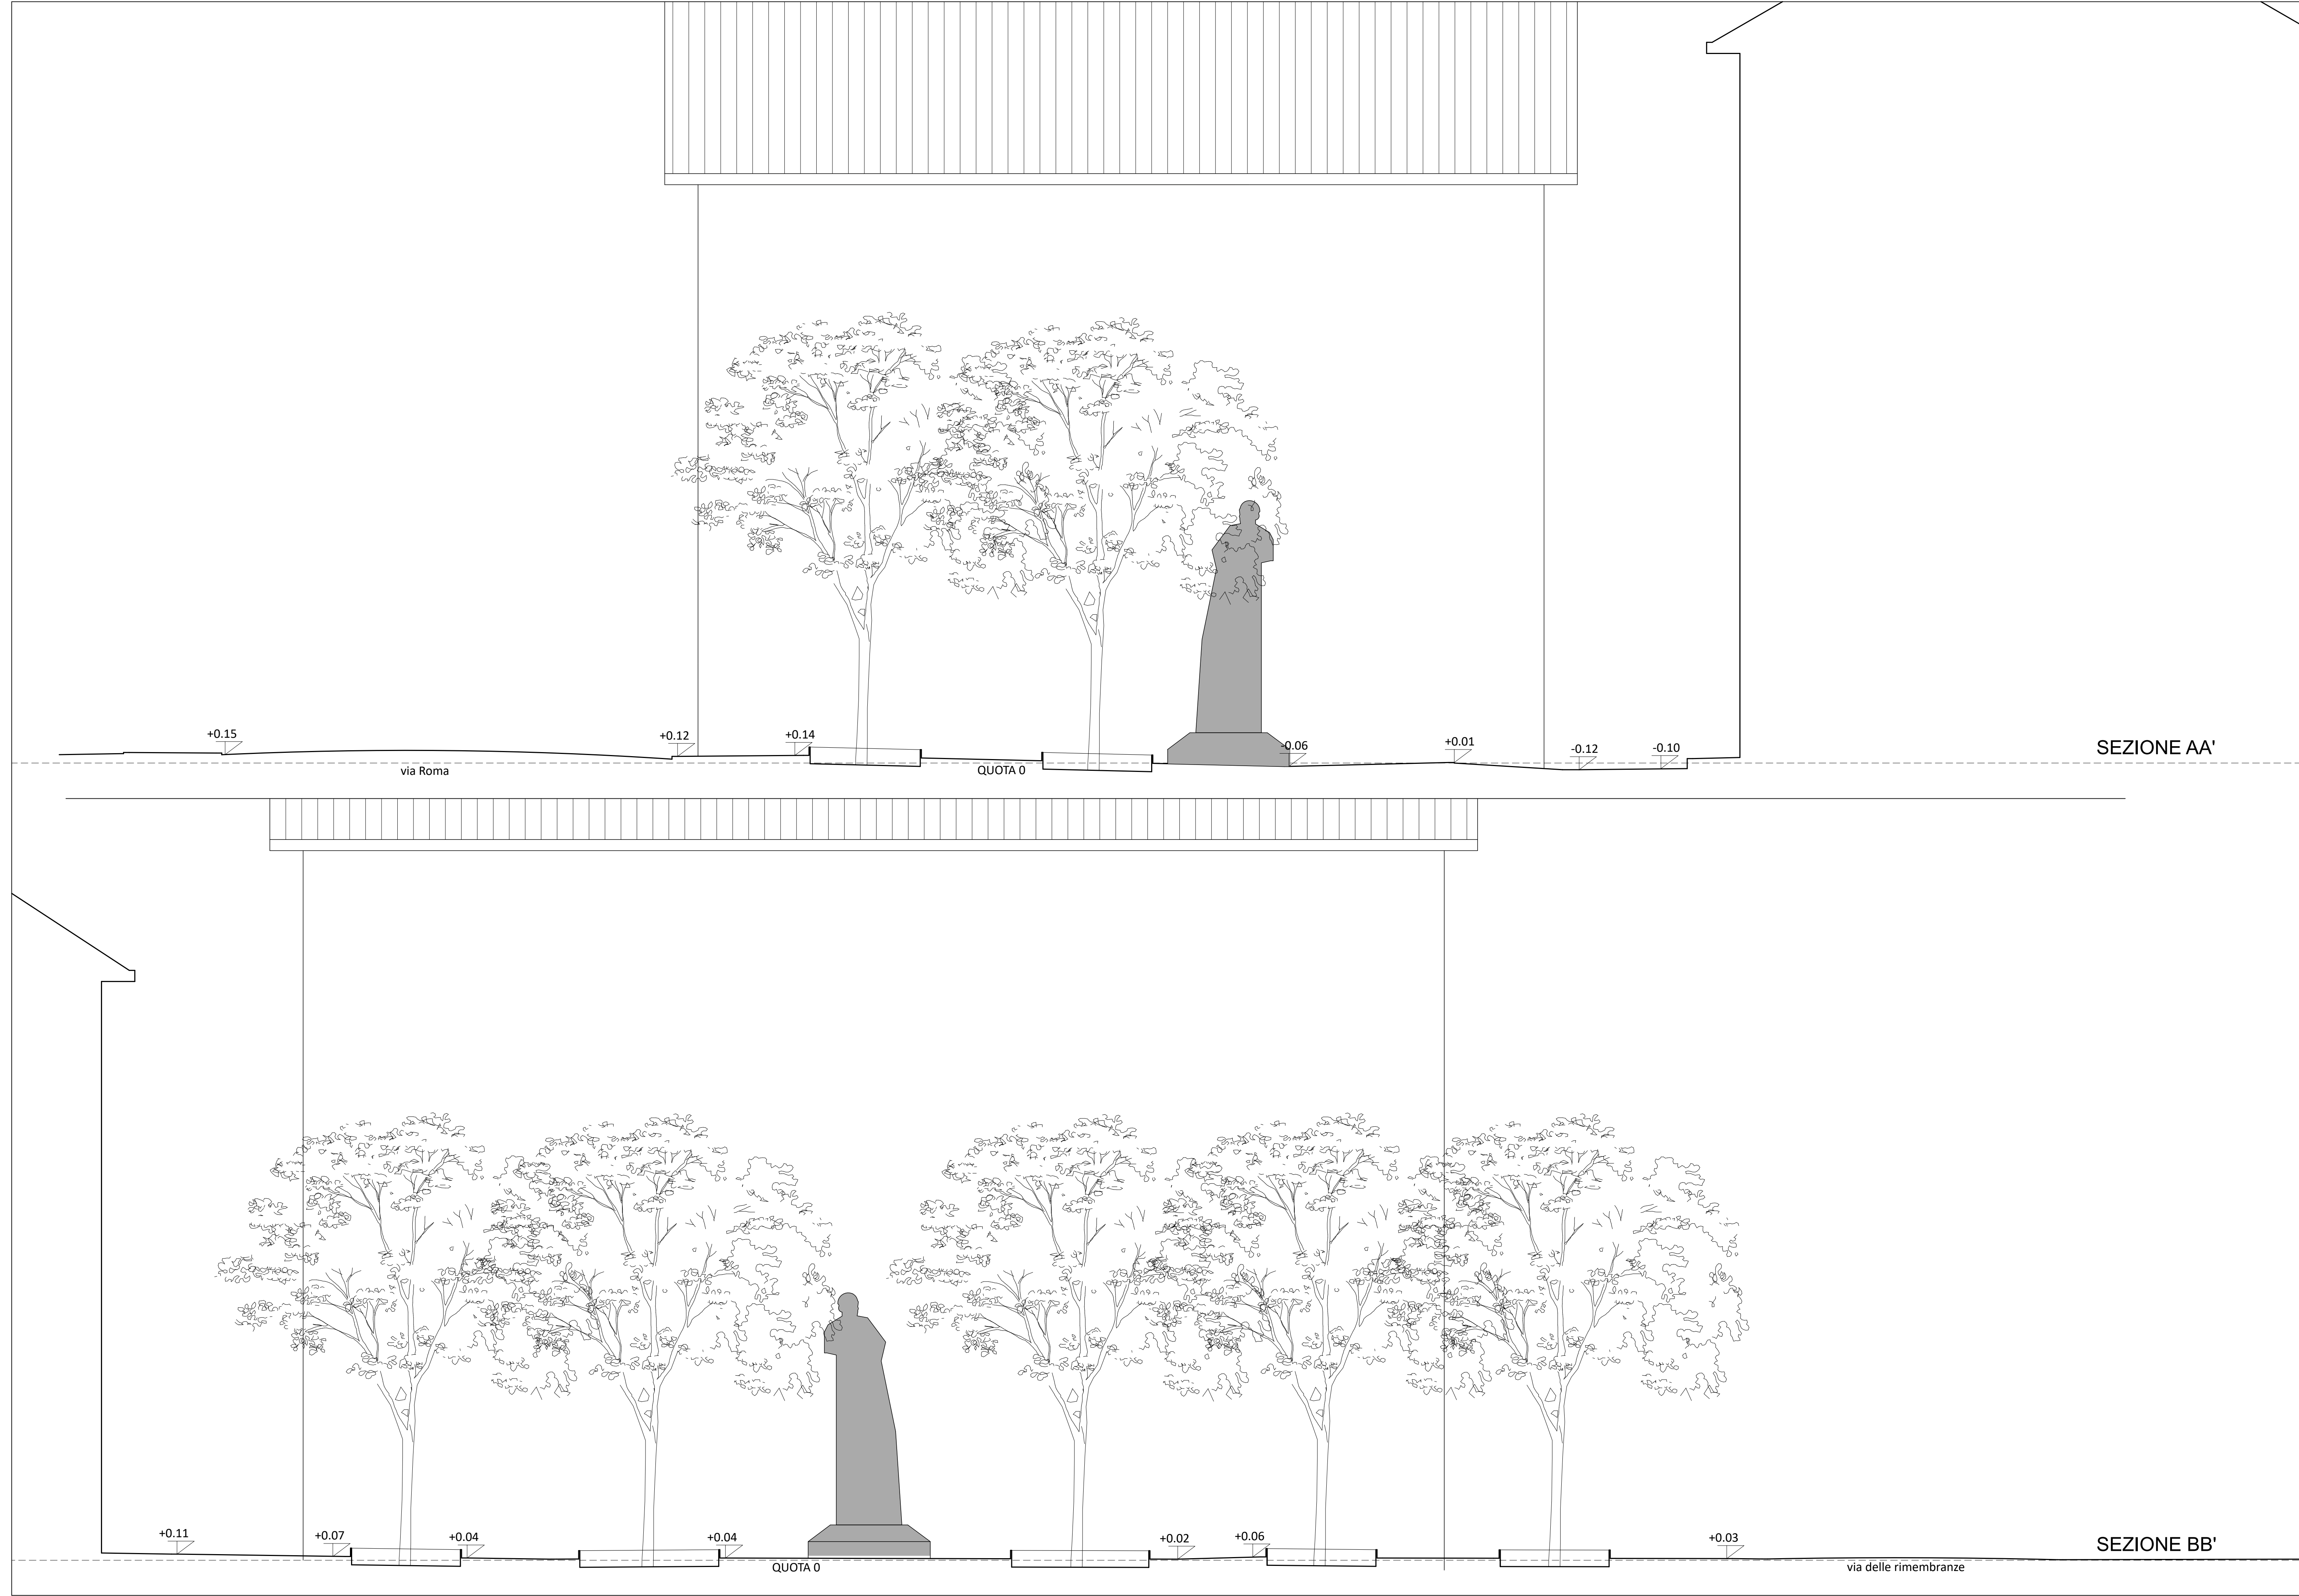 +0.15
+0.12
+0.14
-0.06
+0.01
-0.12
-0.10
SEZIONE AA'
via Roma
QUOTA 0
+0.11
+0.07
+0.04
+0.04
+0.02
+0.06
+0.03
SEZIONE BB'
QUOTA 0
via delle rimembranze